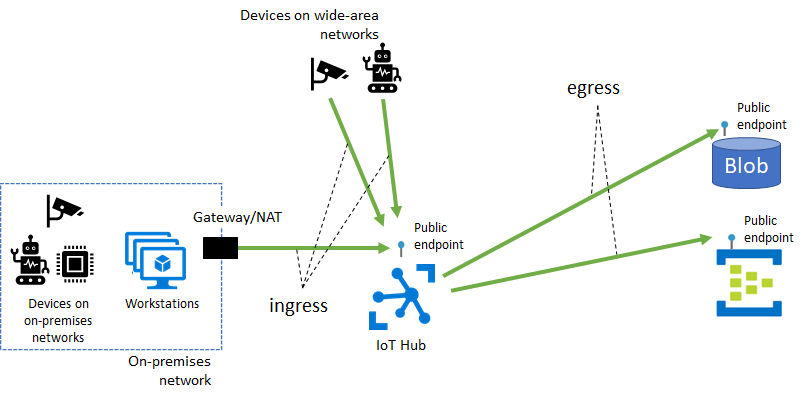 Devices on wide-area
networks
egress
Public
endpoint
Blob
Gateway/NAT
Public
endpoint
Public
endpoint
Devices on
on-premises
networks
Workstations
ingress
IoT Hub
On-premises
network